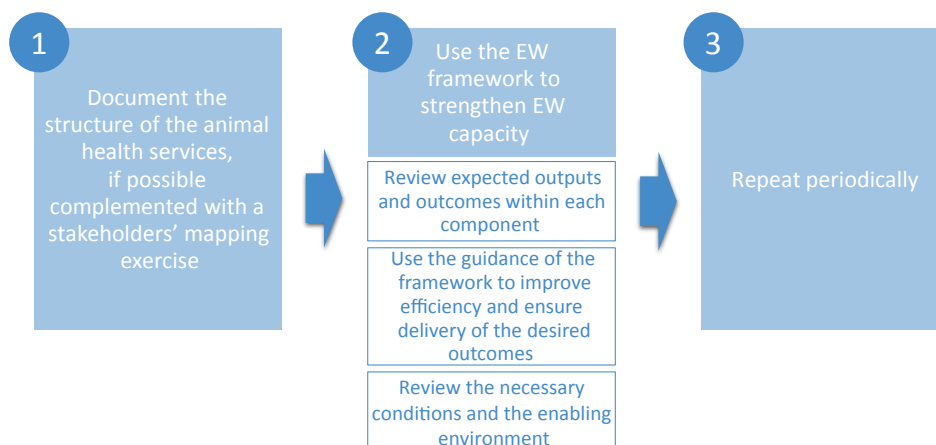 1
Document the
structure of the animal
health services,
if possible
complemented with a
stakeholders’ mapping
exercise
2
Use the EW
framework to
strengthen EW
capacity
Review expected outputs
and outcomes within each
component
Use the guidance of the
framework to improve
efficiency and ensure
delivery of the desired
outcomes
Review the necessary
conditions and the enabling
environment
3
Repeat periodically